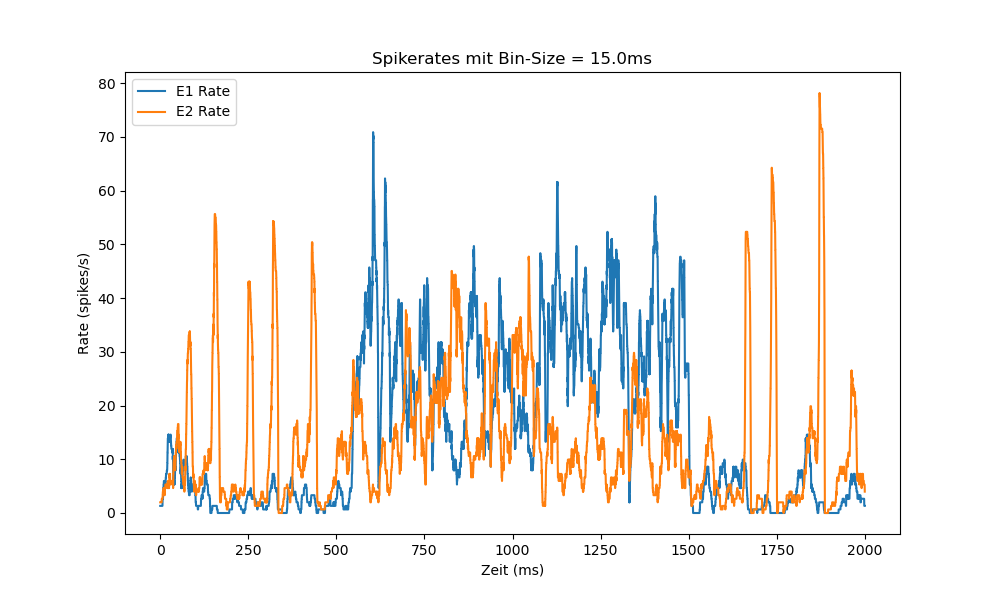 Spikerates mit Bin-Size = 15.0ms
E1 Rate
E2 Rate
80
70
60
50
40
30
20
10
0
Rate (spikes/s)
0 250 500 750 1000 1250 1500 1750 2000
Zeit (ms)